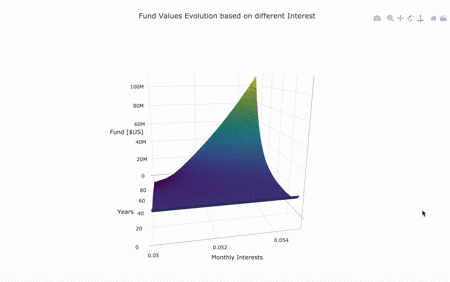 Fund Values Evolution based on different Interest
100M
80M
Fund [$US]
60M
40M
20M
0
80
60
Years
40
20
0
0.05
0.052
0.054
Monthly Interests